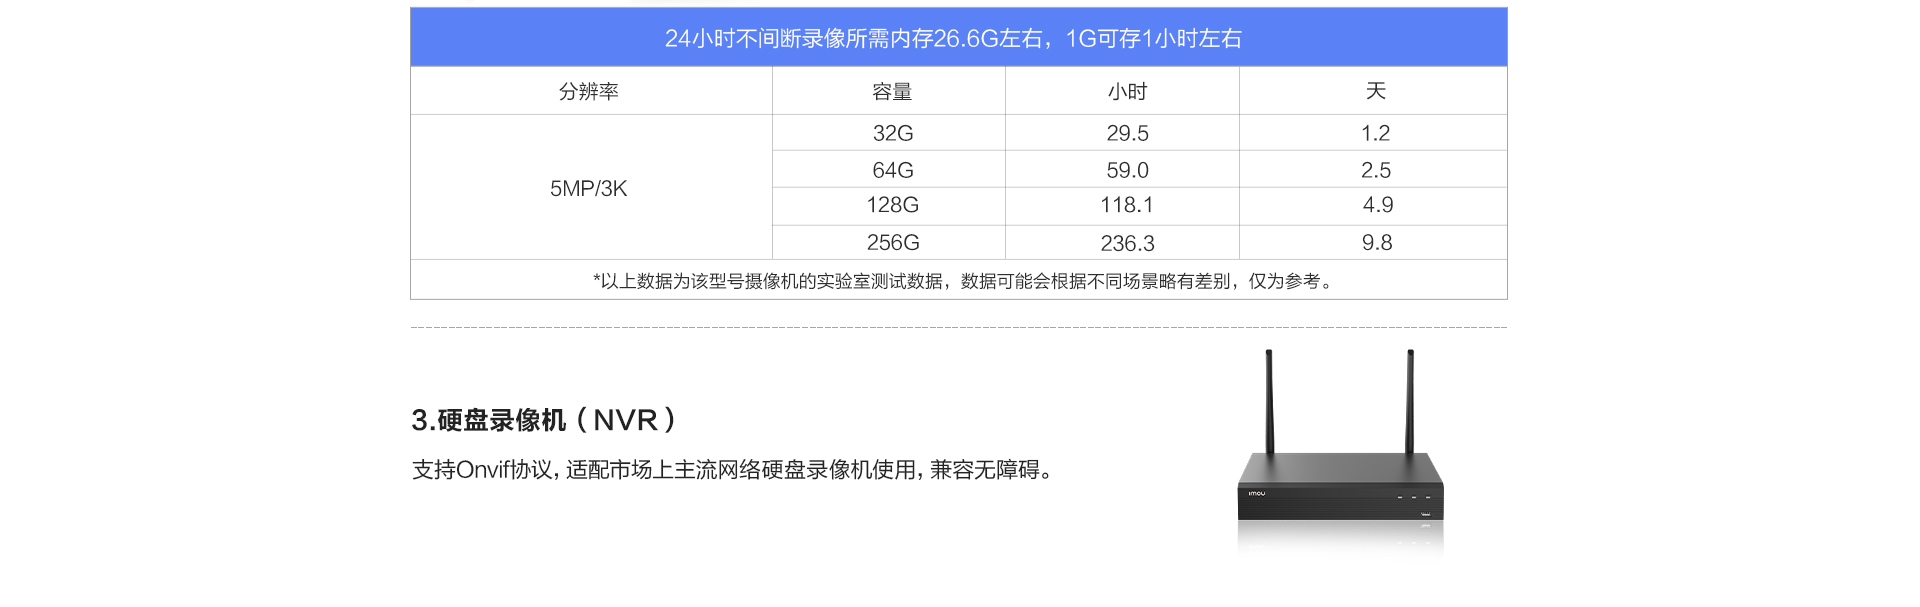 24小时不间断录像所需内存26.6G左右，1G可存1小时左右
分辨率 容量 小时 天
5MP/3K
32G 29.5 1.2
64G 59.0 2.5
128G 118.1 4.9
256G 236.3 9.8
*以上数据为该型号摄像机的实验室测试数据，数据可能会根据不同场景略有差别，仅为参考。
3.硬盘录像机（NVR）
支持Onvif协议，适配市场上主流网络硬盘录像机使用，兼容无障碍。
imou